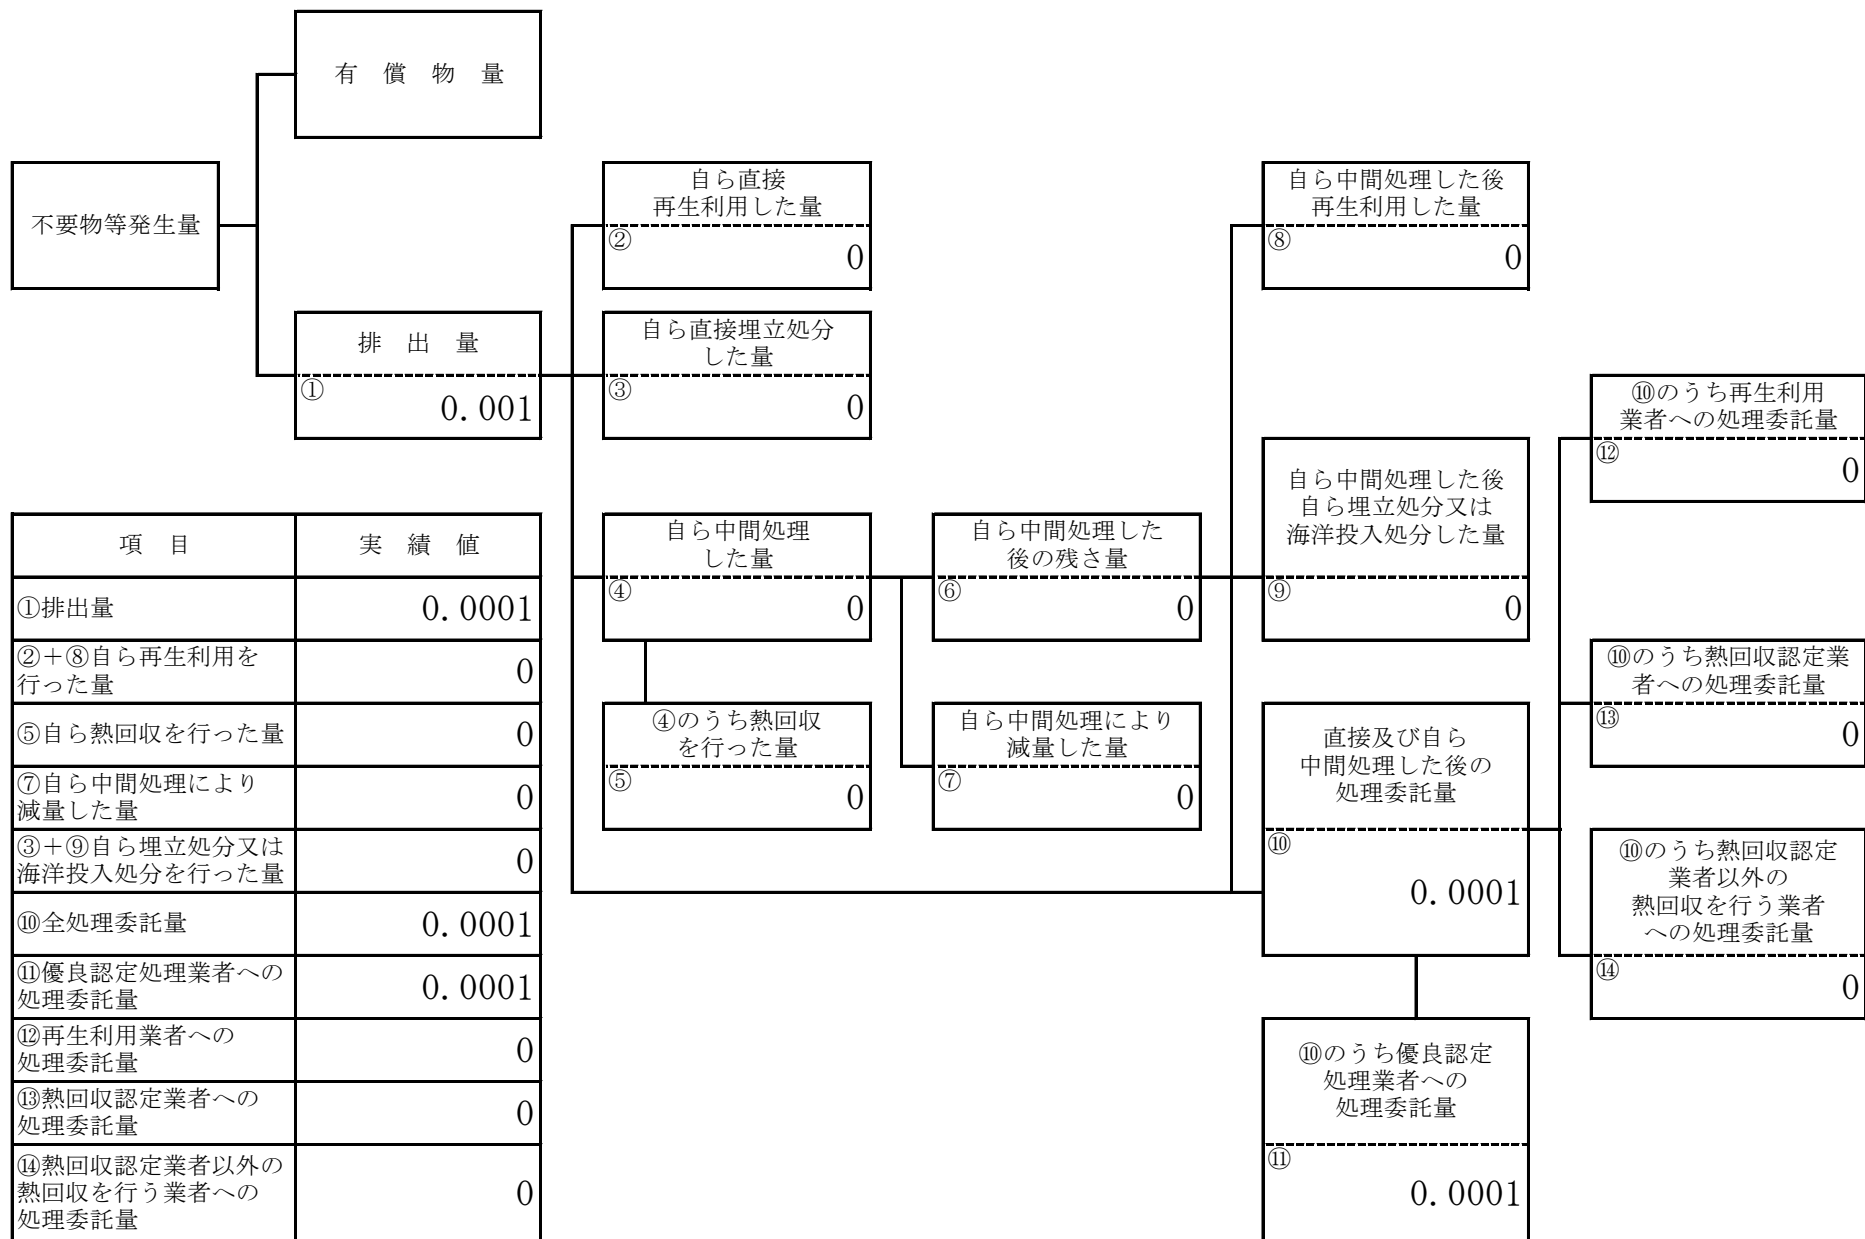 有　償　物　量
不要物等発生量
排　出　量
①
0.001
自ら直接
再生利用した量
②
0
自ら直接埋立処分
した量
③
0
自ら中間処理
した量
④
0
④のうち熱回収
を行った量
⑤
0
自ら中間処理した
後の残さ量
⑥
0
自ら中間処理により
減量した量
⑦
0
自ら中間処理した後
再生利用した量
⑧
0
自ら中間処理した後
自ら埋立処分又は
海洋投入処分した量
⑨
0
直接及び自ら
中間処理した後の
処理委託量
⑩
0.0001
⑩のうち優良認定
処理業者への
処理委託量
⑪
0.0001
⑩のうち再生利用
業者への処理委託量
⑫
0
⑩のうち熱回収認定業
者への処理委託量
⑬
0
⑩のうち熱回収認定
業者以外の
熱回収を行う業者
への処理委託量
⑭
0
項　目　実　績　値
①排出量 0.0001
②＋⑧自ら再生利用を
行った量
0
⑤自ら熱回収を行った量 0
⑦自ら中間処理により
減量した量
0
③＋⑨自ら埋立処分又は
海洋投入処分を行った量
0
⑩全処理委託量 0.0001
⑪優良認定処理業者への
処理委託量
0.0001
⑫再生利用業者への
処理委託量
0
⑬熱回収認定業者への
処理委託量
0
⑭熱回収認定業者以外の
熱回収を行う業者への
処理委託量
0